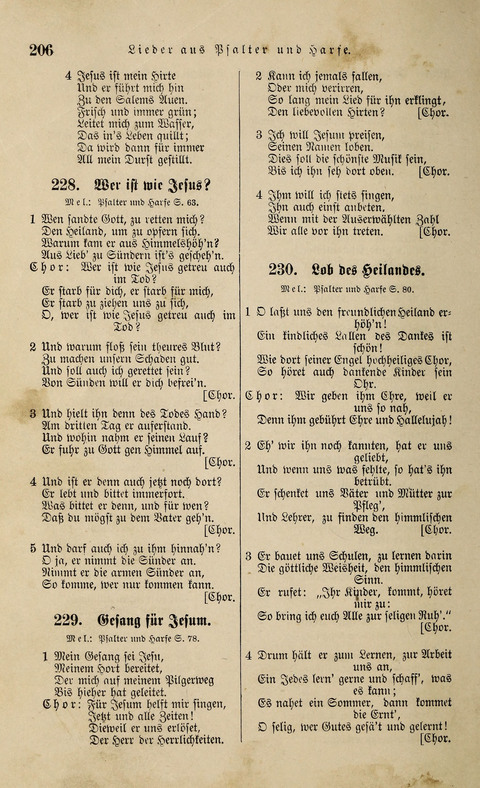 206
Lieder aus Psalter und Harfe.
4 Jesus ist mein Hirte
Und er führt mich hin
Zu den Salems Auen.
Frisch und immer grün;
Leitet mich zum Wasser,
Das in's Leben quillt;
Da wird dann für immer
All mein Durst gestillt.
228. Wer ist wie Jesus?
Mel: Psalter und Harfe S. 63.
1 Wen sandte Gott, zu retten mich?
Den Heiland, um zu opfern sich.
Warum kam er aus Himmelshöh'n?
Aus Lieb' zu Sündern ist's gescheh'n.
Chor: Wer ist wie Jesus getreu auch
im Tod?
Er starb für dich, er starb für mich,
Er starb zu ziehen uns zu sich,
O, wer ist wie Jesus getreu auch im
Tod?
2 Und warum floß sein theures Blut?
Zu machen unsern Schaden gut.
Und soll auch ich gerettet sein?
Von Sünden will er dich befrei'n.
[Chor.
3 Und hielt ihn denn des Todes Hand?
Am dritten Tag er auferstand.
Und wohin nahm er seinen Lauf?
Er fuhr zu Gott gen Himmel auf.
[Chor.
4 Und ist er denn auch jetzt noch dort?
Er lebt und bittet immerfort.
Was bittet er denn, und für wen?
Daß du mögst zu dem Vater geh'n.
[Chor.
5 Und darf auch ich zu ihm hinnah'n?
O ja, er nimmt die Sünder an.
Nimmt er die armen Sünder an,
So komme, wer nur kommen kann.
[Chor.
229. Gesang für Jesum.
Mel: Psalter und Harfe S. 78.
1 Mein Gesang sei Jesu,
Meinem Hort bereitet,
Der mich auf meinem Pilgerweg
Bis hieher hat geleitet.
Chor: Für Jesum helft mir singen,
Jetzt und alle Zeiten!
Dieweil er uns erlöset,
Der Herr der Herrlichkeiten.
2 Kann ich jemals fallen,
Oder mich verirren,
So lang mein Lied für ihn erklingt,
Den liebevollen Hirten? [Chor.
3 Ich will Jesum preisen,
Seinen Namen loben.
Dies soll die schönste Musik sein,
Bis ich ihn seh dort oben. [Chor.
4 Ihm will ich stets singen,
Ihn auch einst anbeten,
Wenn mit der Auserwählten Zahl
Wir alle vor ihn treten. [Chor.
230. Lob des Heilandes.
Mel: Psalter und Harfe S. 80.
1 O laßt uns den freundlichen Heiland er-
höh'n!
Ein kindliches Lallen des Dankes ist
schön!
Wie dort seiner Engel hochheiliges Chor,
So höret auch dankende Kinder sein
Ohr.
Chor: Wir geben ihm Ehre, weil er
uns so nah,
Denn ihm gebührt Ehre und Hallelujah!
2 Eh' wir ihn noch kannten, hat er uns
geliebt,
Und wenn uns was fehlte, so hat's ihn
betrübt.
Er schenket uns Väter und Mütter zur
Pfleg',
Und Lehrer, zu finden den himmlischen
Weg. [Chor.
3 Er bauet uns Schulen, zu lernen darin
Die göttliche Weisheit, den himmlischen
Sinn.
Er rufet: „Ihr Kinder, kommt, höret
mir zu:
So bring ich euch Alle zur seligen Ruh'.“
[Chor.
4 Drum hält er zum Lernen, zur Arbeit
uns an,
Ein Jedes lern' gerne und schaff', was
es kann;
Es nahet ein Sommer, dann kommet
die Ernt',
O selig, wer Gutes gesä't und gelernt!
[Chor.